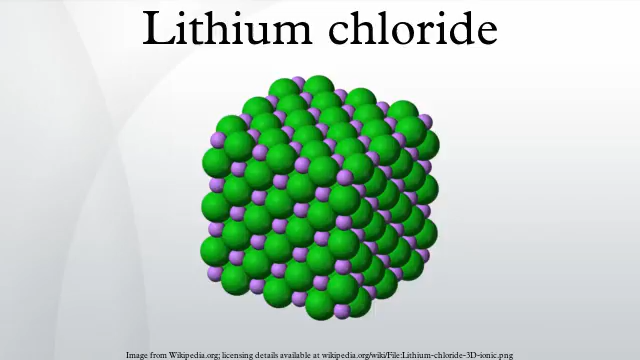 Lithium chloride
Image from Wikipedia.org; licensing details available at wikipedia.org/wiki/File:Lithium-chloride-3D-ionic.png